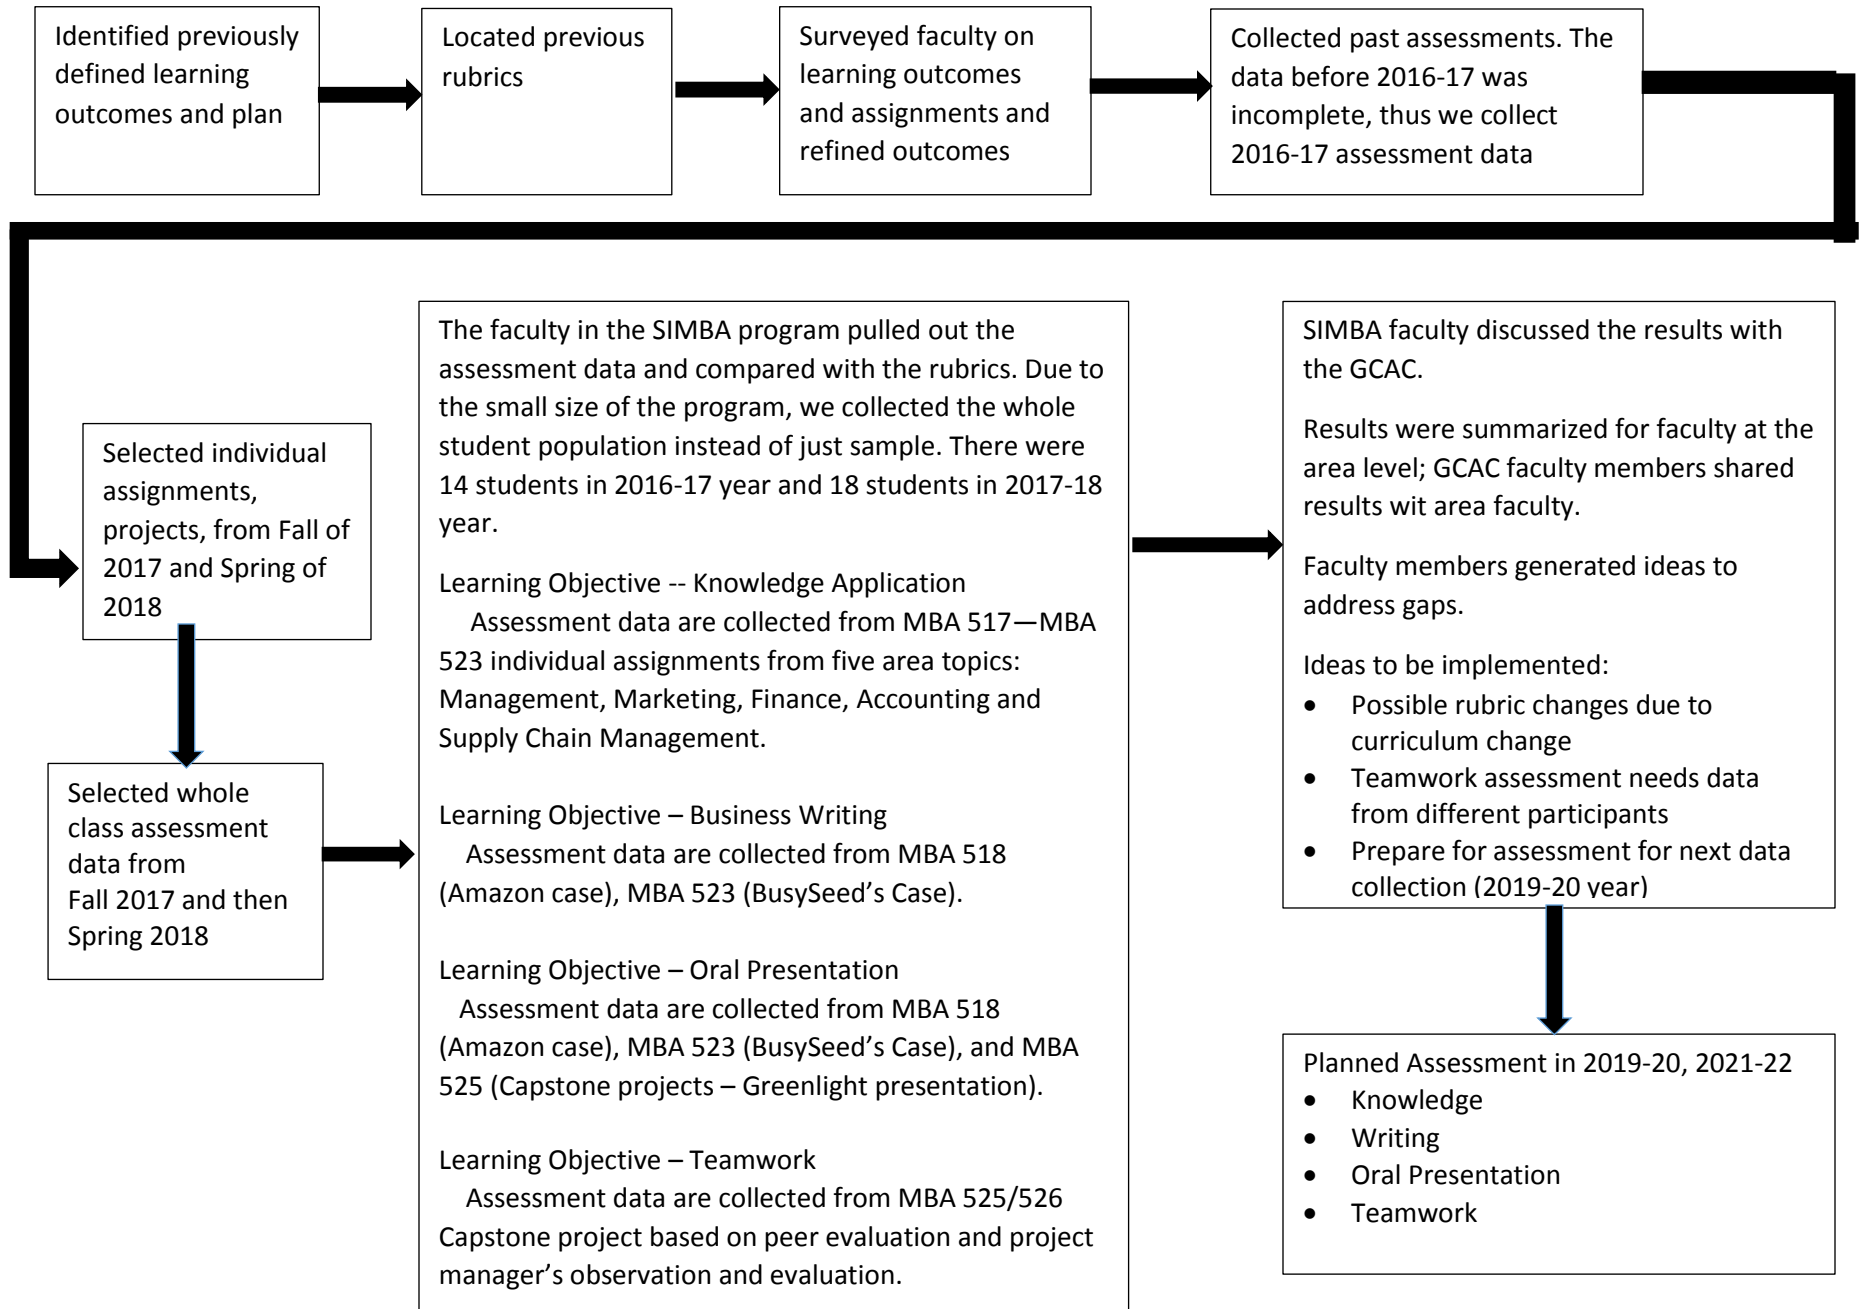 Identified previously
defined learning
outcomes and plan
Located previous
rubrics
Surveyed faculty on
learning outcomes
and assignments and
refined outcomes
Collected past assessments. The
data before 2016-17 was
incomplete, thus we collect
2016-17 assessment data
Selected individual
assignments,
projects, from Fall of
2017 and Spring of
2018
Selected whole
class assessment
data from
Fall 2017 and then
Spring 2018
The faculty in the SIMBA program pulled out the
assessment data and compared with the rubrics. Due to
the small size of the program, we collected the whole
student population instead of just sample. There were
14 students in 2016-17 year and 18 students in 2017-18
year.
Learning Objective -- Knowledge Application
Assessment data are collected from MBA 517—MBA
523 individual assignments from five area topics:
Management, Marketing, Finance, Accounting and
Supply Chain Management.
Learning Objective – Business Writing
Assessment data are collected from MBA 518
(Amazon case), MBA 523 (BusySeed’s Case).
Learning Objective – Oral Presentation
Assessment data are collected from MBA 518
(Amazon case), MBA 523 (BusySeed’s Case), and MBA
525 (Capstone projects – Greenlight presentation).
Learning Objective – Teamwork
Assessment data are collected from MBA 525/526
Capstone project based on peer evaluation and project
manager’s observation and evaluation.
SIMBA faculty discussed the results with
the GCAC.
Results were summarized for faculty at the
area level; GCAC faculty members shared
results wit area faculty.
Faculty members generated ideas to
address gaps.
Ideas to be implemented:
• Possible rubric changes due to
curriculum change
• Teamwork assessment needs data
from different participants
• Prepare for assessment for next data
collection (2019-20 year)
Planned Assessment in 2019-20, 2021-22
• Knowledge
• Writing
• Oral Presentation
• Teamwork